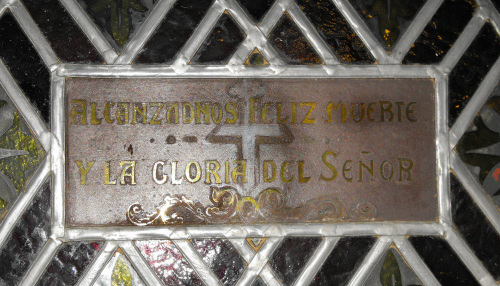 Alcanzadnos feliz muerte
y la gloria del Señor